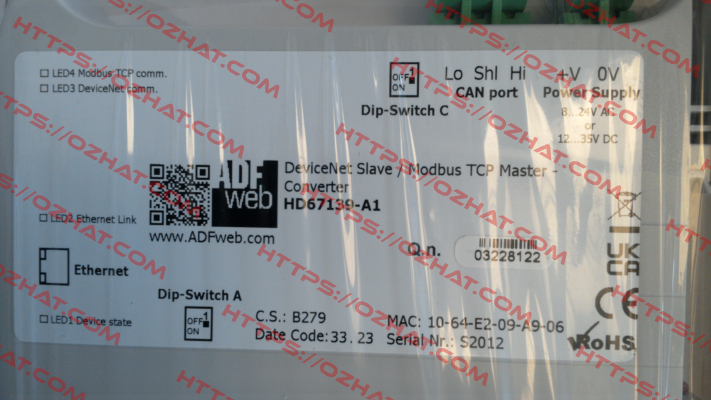 LED4 Modbus TCP comm.
LED3 DeviceNet comm.
OFF 1
ON
Dip-Switch C
Lo Shl Hi
CAN port
+V 0V
Power Supply
8...24V AC
or
12...35V DC
ADF
web
DeviceNet Slave / Modbus TCP Master -
Converter
HD67139-A1
www.ADFweb.com
LED2 Ethernet Link
Q.n.
03228122
Ethernet
UK
CA
CE
Dip-Switch A
OFF 1
ON
LED1 Device state
C.S.: B279
Date Code: 33. 23
MAC: 10-64-E2-09-A9-06
Serial Nr.: S2012
RoHS
HTTPS://OZHAT.COM